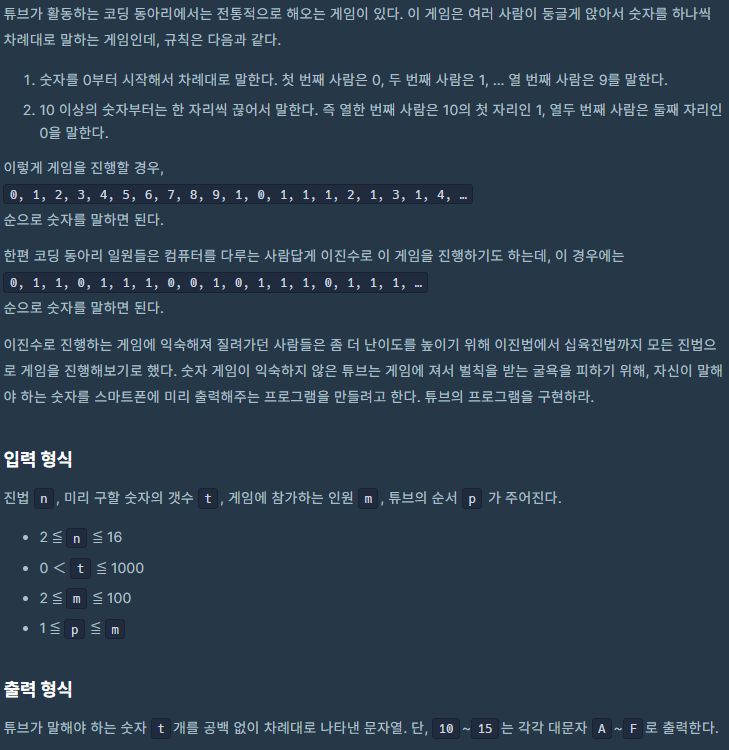 튜브가 활동하는 코딩 동아리에서는 전통적으로 해오는 게임이 있다. 이 게임은 여러 사람이 둥글게 앉아서 숫자를 하나씩
차례대로 말하는 게임인데, 규칙은 다음과 같다.
1. 숫자를 0부터 시작해서 차례대로 말한다. 첫 번째 사람은 0, 두 번째 사람은 1, … 열 번째 사람은 9를 말한다.
2. 10 이상의 숫자부터는 한 자리씩 끊어서 말한다. 즉 열한 번째 사람은 10의 첫 자리인 1, 열두 번째 사람은 둘째 자리인
0을 말한다.
이렇게 게임을 진행할 경우,
0, 1, 2, 3, 4, 5, 6, 7, 8, 9, 1, 0, 1, 1, 1, 2, 1, 3, 1, 4, …
순으로 숫자를 말하면 된다.
한편 코딩 동아리 일원들은 컴퓨터를 다루는 사람답게 이진수로 이 게임을 진행하기도 하는데, 이 경우에는
0, 1, 1, 0, 1, 1, 1, 0, 0, 1, 0, 1, 1, 1, 0, 1, 1, 1, …
순으로 숫자를 말하면 된다.
이진수로 진행하는 게임에 익숙해져 질려가던 사람들은 좀 더 난이도를 높이기 위해 이진법에서 십육진법까지 모든 진법으
로 게임을 진행해보기로 했다. 숫자 게임이 익숙하지 않은 튜브는 게임에 져서 벌칙을 받는 굴욕을 피하기 위해, 자신이 말해
야 하는 숫자를 스마트폰에 미리 출력해주는 프로그램을 만들려고 한다. 튜브의 프로그램을 구현하라.
입력 형식
진법 n, 미리 구할 숫자의 갯수 t, 게임에 참가하는 인원 m, 튜브의 순서 p 가 주어진다.
• 2 ≦ n ≦ 16
• 0 < t ≦ 1000
• 2 ≦ m ≦ 100
• 1 ≦ p ≦ m
출력 형식
튜브가 말해야 하는 숫자 t개를 공백 없이 차례대로 나타낸 문자열. 단, 10~15는 각각 대문자 A~F로 출력한다.